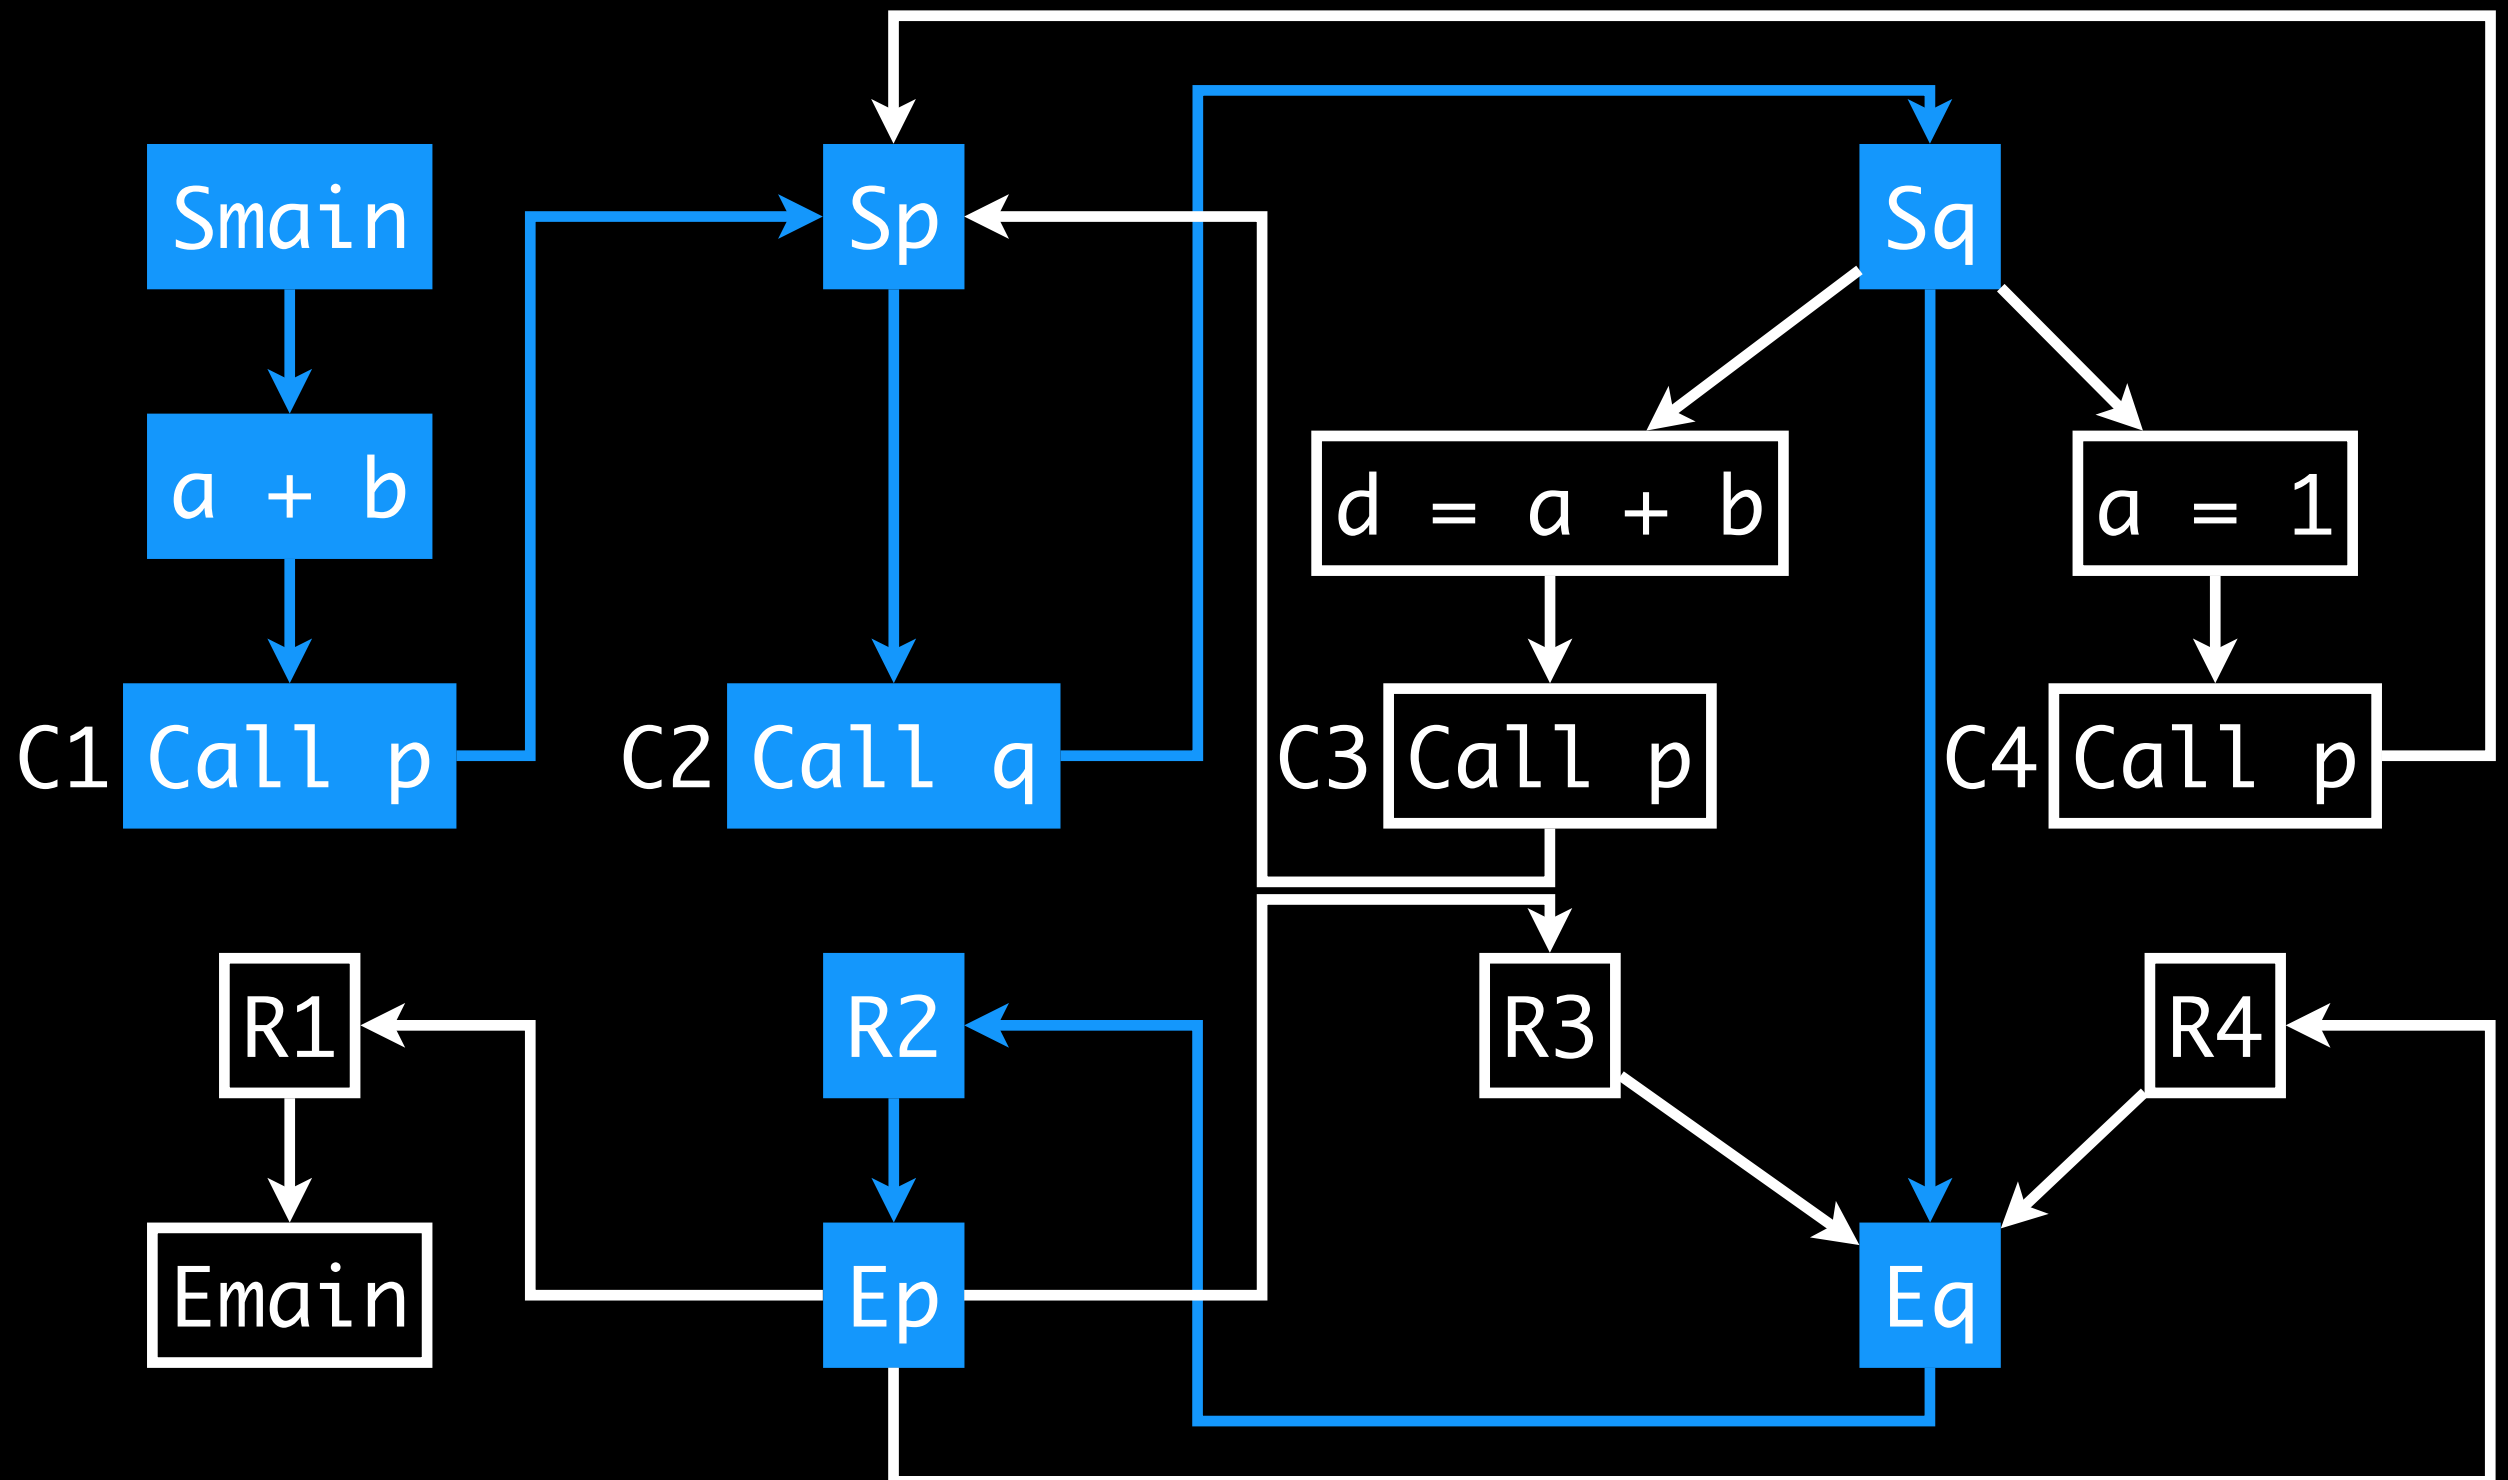 Smain
Sp
Sq
a + b
d = a + b
a = 1
C1 Call p
C2 Call q
C3 Call p
C4 Call p
R1
R2
R3
R4
Emain
Ep
Eq